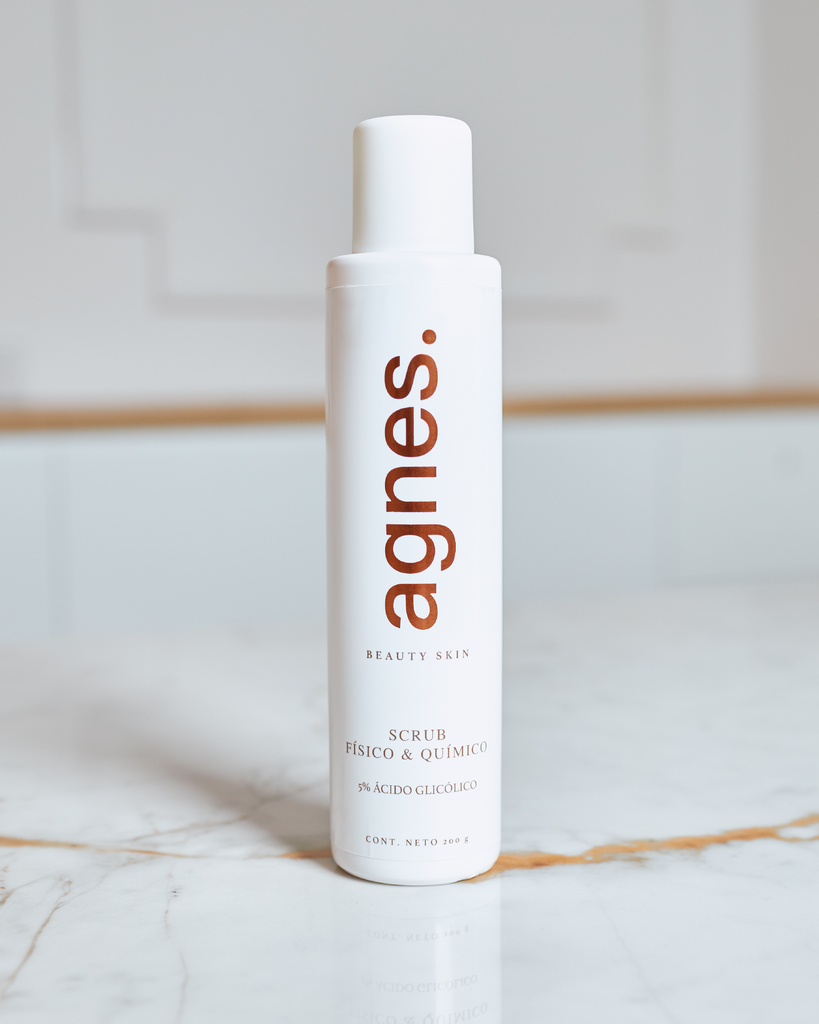 agnes.
BEAUTY SKIN
SCRUB
FÍSICO & QUÍMICO
5% ÁCIDO GLICÓLICO
CONT. NETO 200 g